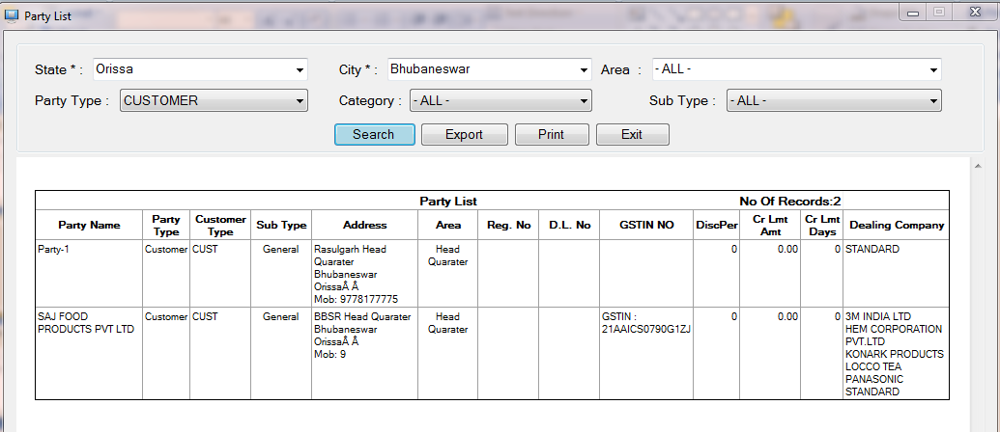 Party List
State * : Orissa City * : Bhubaneswar Area : - ALL -
Party Type : CUSTOMER Category : - ALL - Sub Type : - ALL -
Search Export Print Exit
Party List No Of Records:2
Party Name Party Type Customer Type Sub Type Address Area Reg. No D.L. No GSTIN NO DiscPer Cr Lmt Amt Cr Lmt Days Dealing Company
Party-1 Customer CUST General Rasulgarh Head Head 0 0.00 0 STANDARD
Quarater Quarater
Bhubaneswar
OrissaÂ Â
Mob: 9778177775
SAJ FOOD Customer CUST General BBSR Head Quarater Head GSTIN : 0 0.00 0 3M INDIA LTD
PRODUCTS PVT LTD Bhubaneswar Quarater 21AAICS0790G1ZJ HEM CORPORATION
OrissaÂ Â PVT.LTD
Mob: 9 KONARK PRODUCTS
LOCCO TEA
PANASONIC
STANDARD